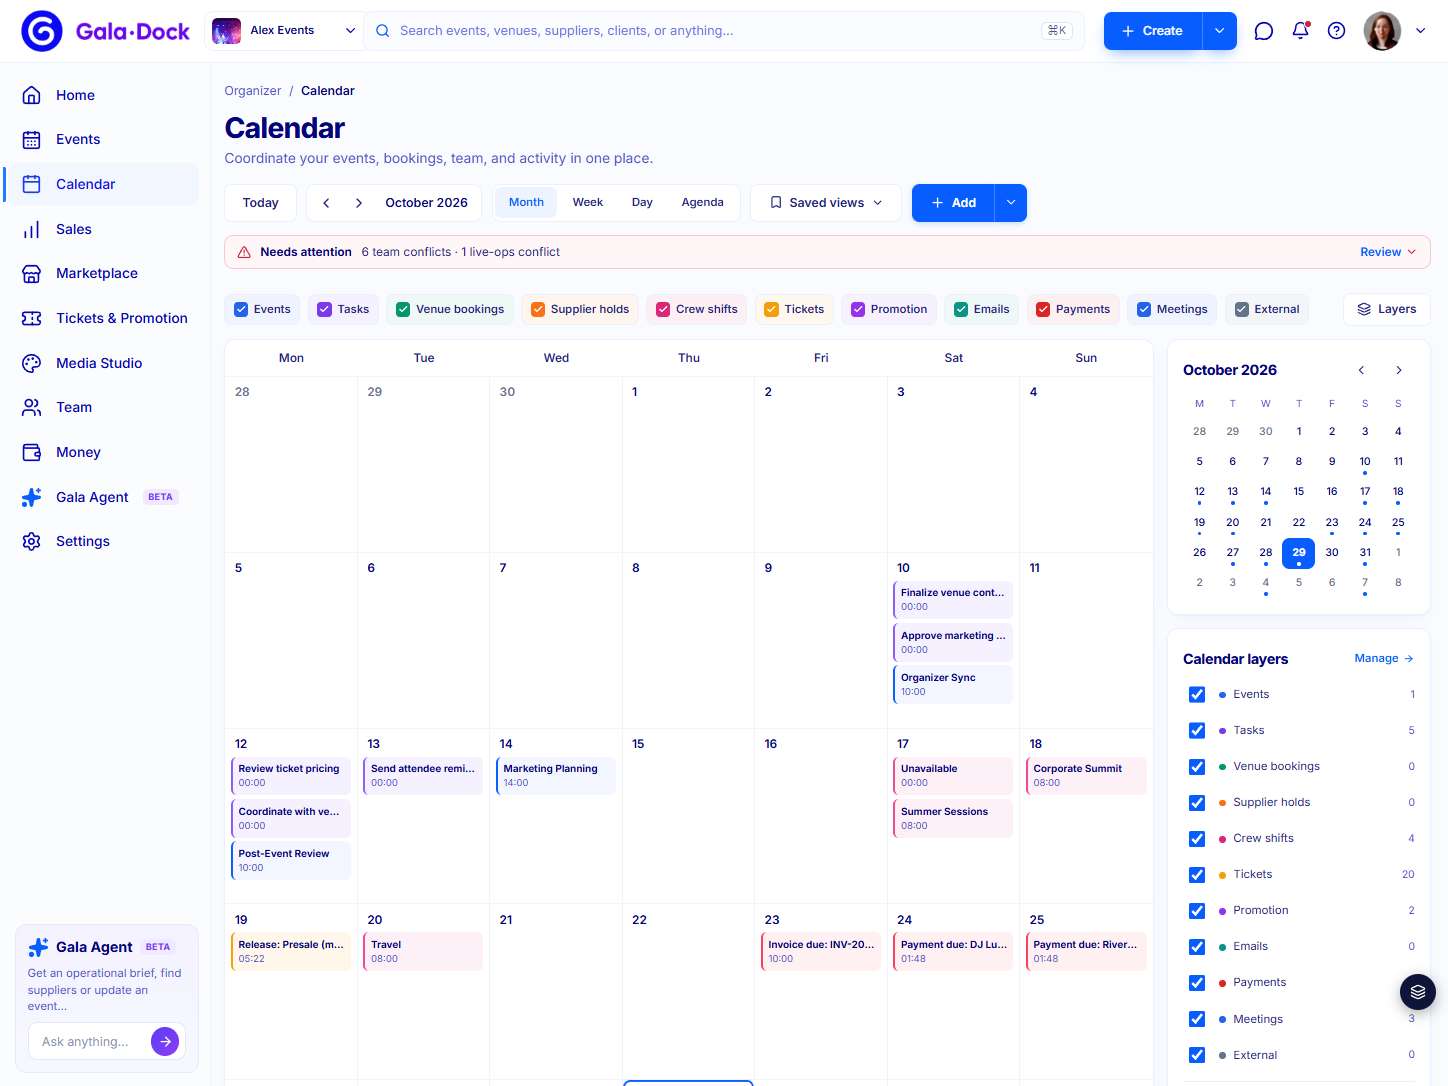 Gala·Dock
Alex Events
Search events, venues, suppliers, clients, or anything...
⌘K
+ Create
Home
Events
Calendar
Sales
Marketplace
Tickets & Promotion
Media Studio
Team
Money
Gala Agent BETA
Settings
Gala Agent BETA
Get an operational brief, find
suppliers or update an
event...
Ask anything...
Organizer / Calendar
Calendar
Coordinate your events, bookings, team, and activity in one place.
Today
October 2026
Month Week Day Agenda
Saved views
+ Add
Needs attention 6 team conflicts · 1 live-ops conflict
Review
Events Tasks Venue bookings Supplier holds Crew shifts Tickets Promotion Emails Payments Meetings External
Layers
Mon Tue Wed Thu Fri Sat Sun
28 29 30 1 2 3 4
5 6 7 8 9 10 11
Finalize venue cont...
00:00
Approve marketing ...
00:00
Organizer Sync
10:00
12 13 14 15 16 17 18
Review ticket pricing
00:00
Coordinate with ve...
00:00
Post-Event Review
10:00
Send attendee remi...
00:00
Marketing Planning
14:00
Unavailable
00:00
Summer Sessions
08:00
Corporate Summit
08:00
19 20 21 22 23 24 25
Release: Presale (m...
05:22
Travel
08:00
Invoice due: INV-20...
10:00
Payment due: DJ Lu...
01:48
Payment due: River...
01:48
October 2026
M T W T F S S
28 29 30 1 2 3 4
5 6 7 8 9 10 11
12 13 14 15 16 17 18
19 20 21 22 23 24 25
26 27 28 29 30 31 1
2 3 4 5 6 7 8
Calendar layers
Manage →
Events 1
Tasks 5
Venue bookings 0
Supplier holds 0
Crew shifts 4
Tickets 20
Promotion 2
Emails 0
Payments
Meetings 3
External 0